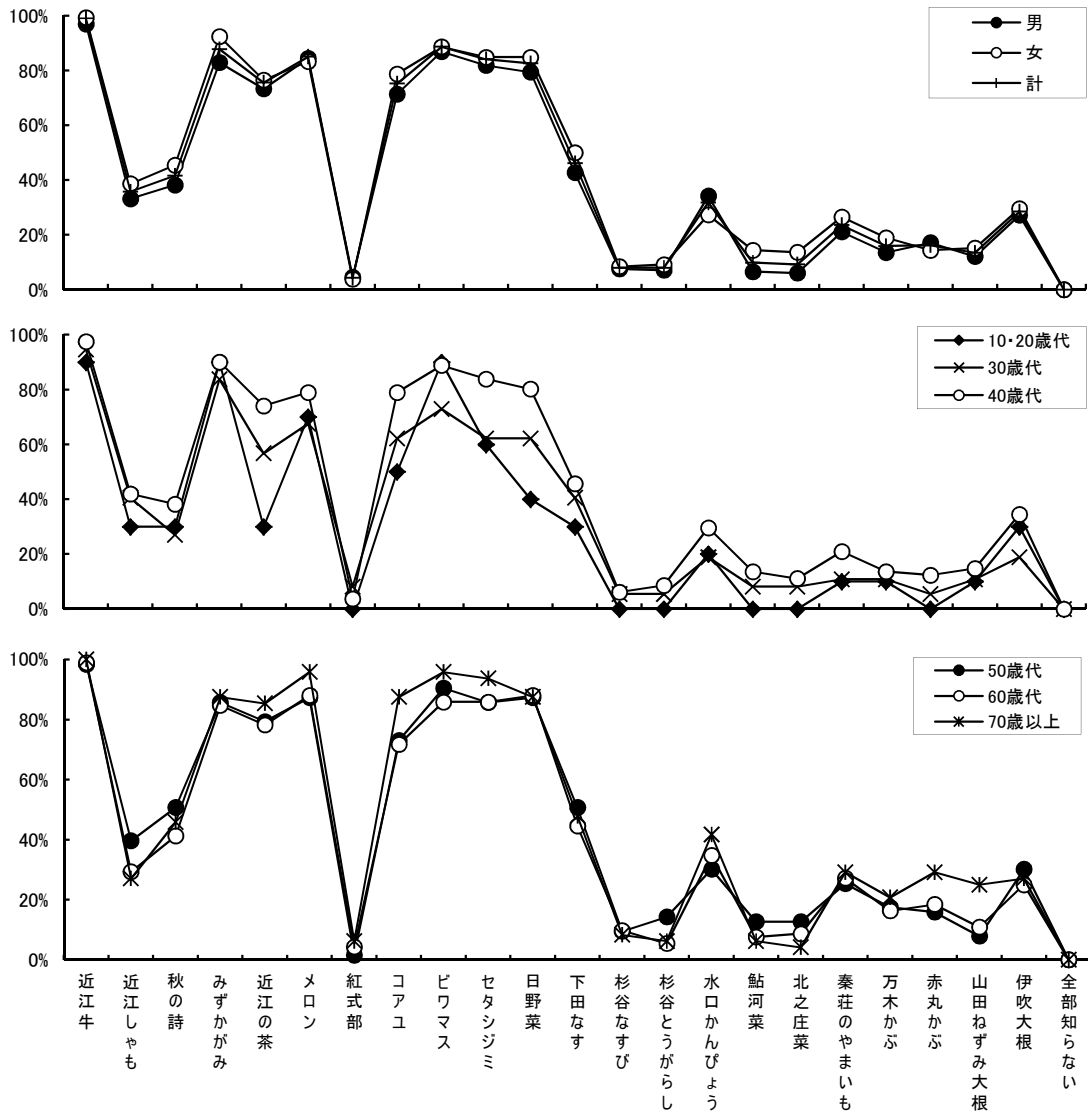 100%
80%
60%
40%
20%
0%
男
女
計
100%
80%
60%
40%
20%
0%
10・20歳代
30歳代
40歳代
100%
80%
60%
40%
20%
0%
50歳代
60歳代
70歳以上
近江牛
近江しゃも
秋の詩
みずかがみ
近江の茶
メロン
紅式部
コアユ
ビワマス
セタシジミ
日野菜
下田なす
杉谷なすび
杉谷とうがらし
水口かんぴょう
鮎河菜
北之庄菜
秦荘のやまいも
万木かぶ
赤丸かぶ
山田ねずみ大根
伊吹大根
全部知らない